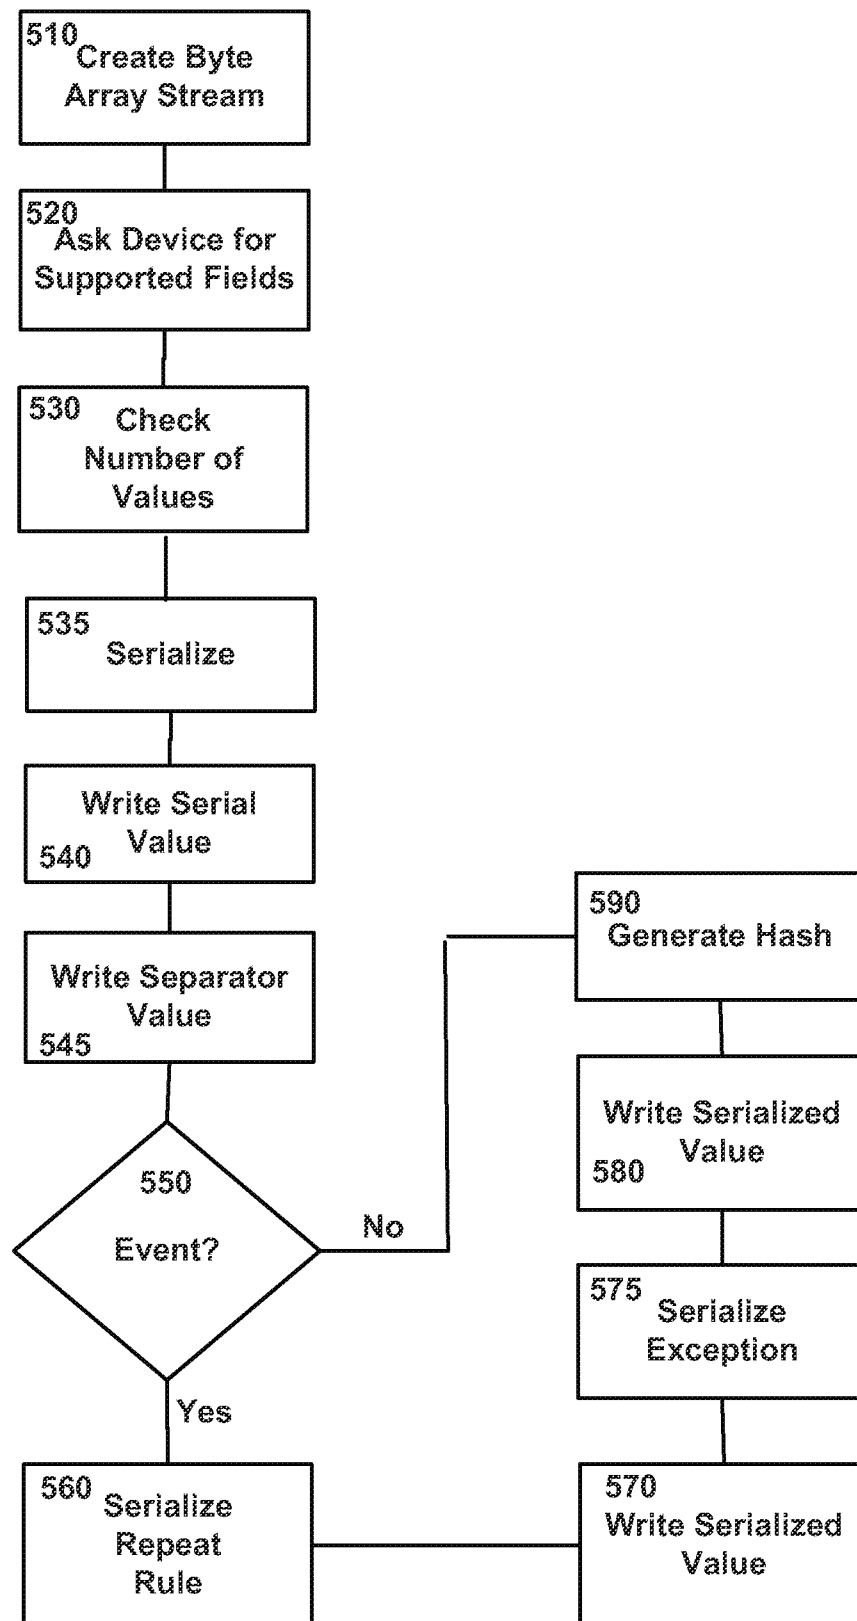 510
Create Byte
Array Stream
520
Ask Device for
Supported Fields
530
Check
Number of
Values
535
Serialize
Write Serial
Value
540
Write Separator
Value
545
550
Event?
No
Yes
560
Serialize
Repeat
Rule
570
Write Serialized
Value
575
Serialize
Exception
Write Serialized
Value
580
590
Generate Hash